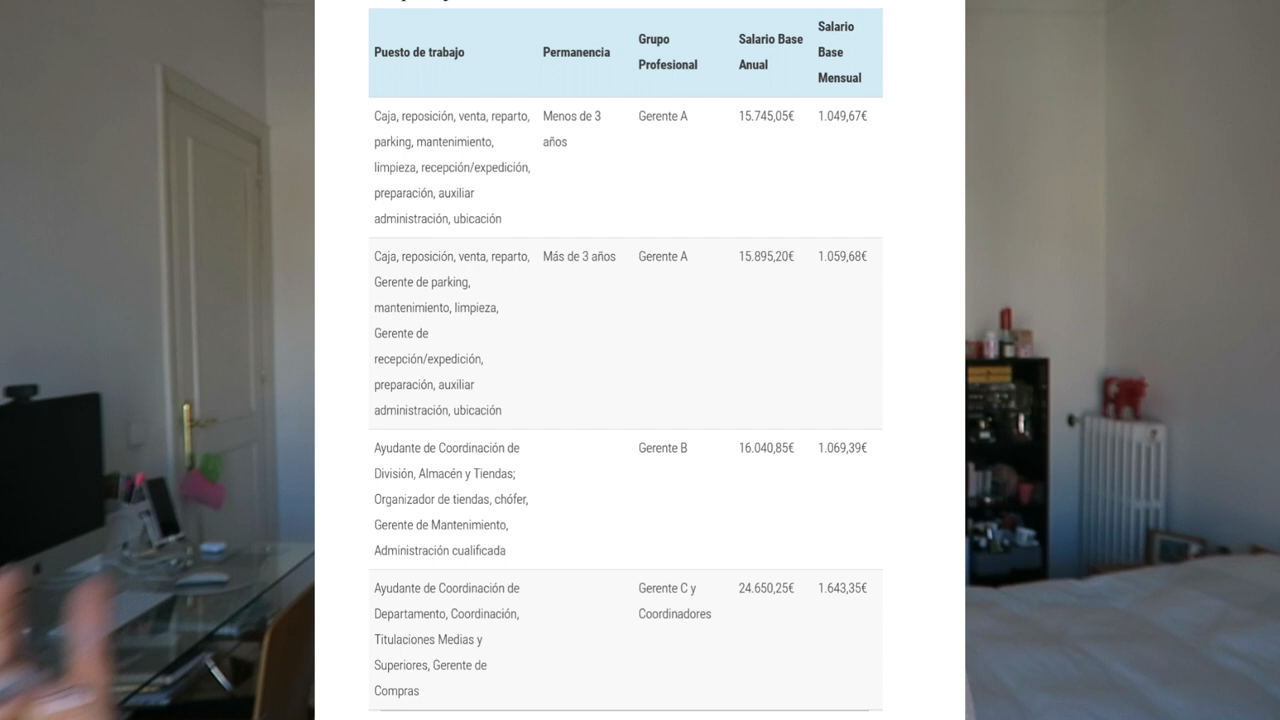 Puesto de trabajo
Permanencia
Grupo
Profesional
Salario Base
Anual
Salario
Base
Mensual
Caja, reposición, venta, reparto,
parking, mantenimiento,
limpieza, recepción/expedición,
preparación, auxiliar
administración, ubicación
Menos de 3
años
Gerente A
15.745,05€
1.049,67€
Caja, reposición, venta, reparto,
Gerente de parking,
mantenimiento, limpieza,
Gerente de
recepción/expedición,
preparación, auxiliar
administración, ubicación
Más de 3 años
Gerente A
15.895,20€
1.059,68€
Ayudante de Coordinación de
División, Almacén y Tiendas;
Organizador de tiendas, chófer,
Gerente de Mantenimiento,
Administración cualificada
Gerente B
16.040,85€
1.069,39€
Ayudante de Coordinación de
Departamento, Coordinación,
Titulaciones Medias y
Superiores, Gerente de
Compras
Gerente C y
Coordinadores
24.650,25€
1.643,35€